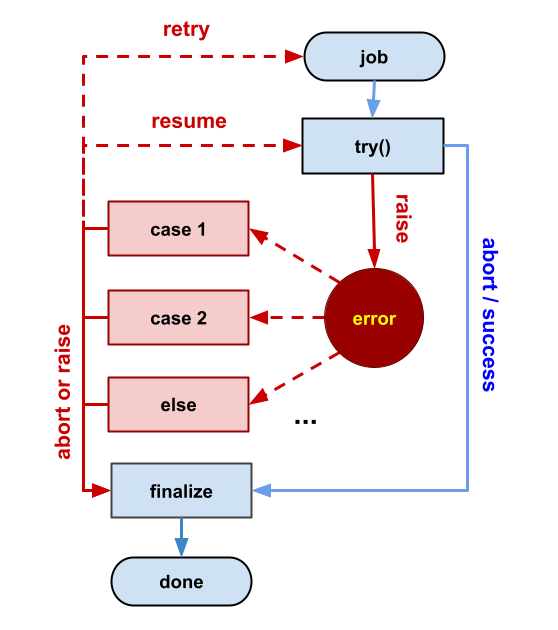 retry
job
resume
try()
raise
case 1
abort / success
case 2
error
abort or raise
else
...
finalize
done